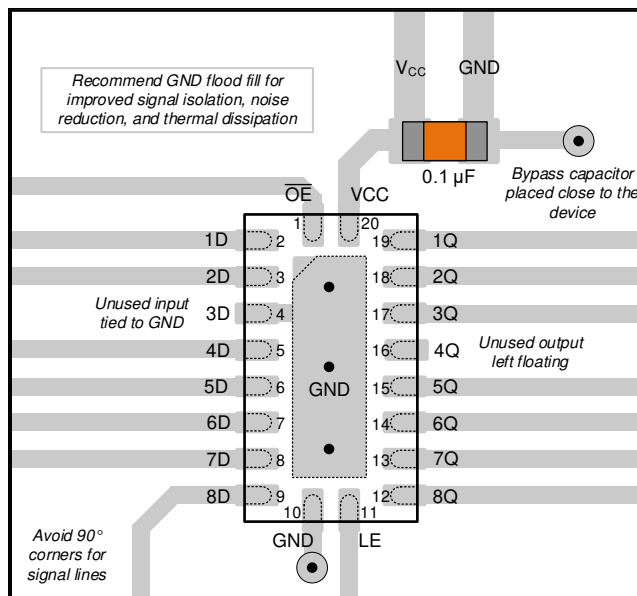 Recommend GND flood fill for
improved signal isolation, noise
reduction, and thermal dissipation
VCC GND
0.1 µF
Bypass capacitor
placed close to the
device
OE VCC
1 20
1D 2 19 1Q
2D 3 18 2Q
Unused input
tied to GND
3D 4 17 3Q
4D 5 16 4Q
Unused output
left floating
GND
5D 6 15 5Q
6D 7 14 6Q
7D 8 13 7Q
8D 9 12 8Q
10 11
GND LE
Avoid 90°
corners for
signal lines